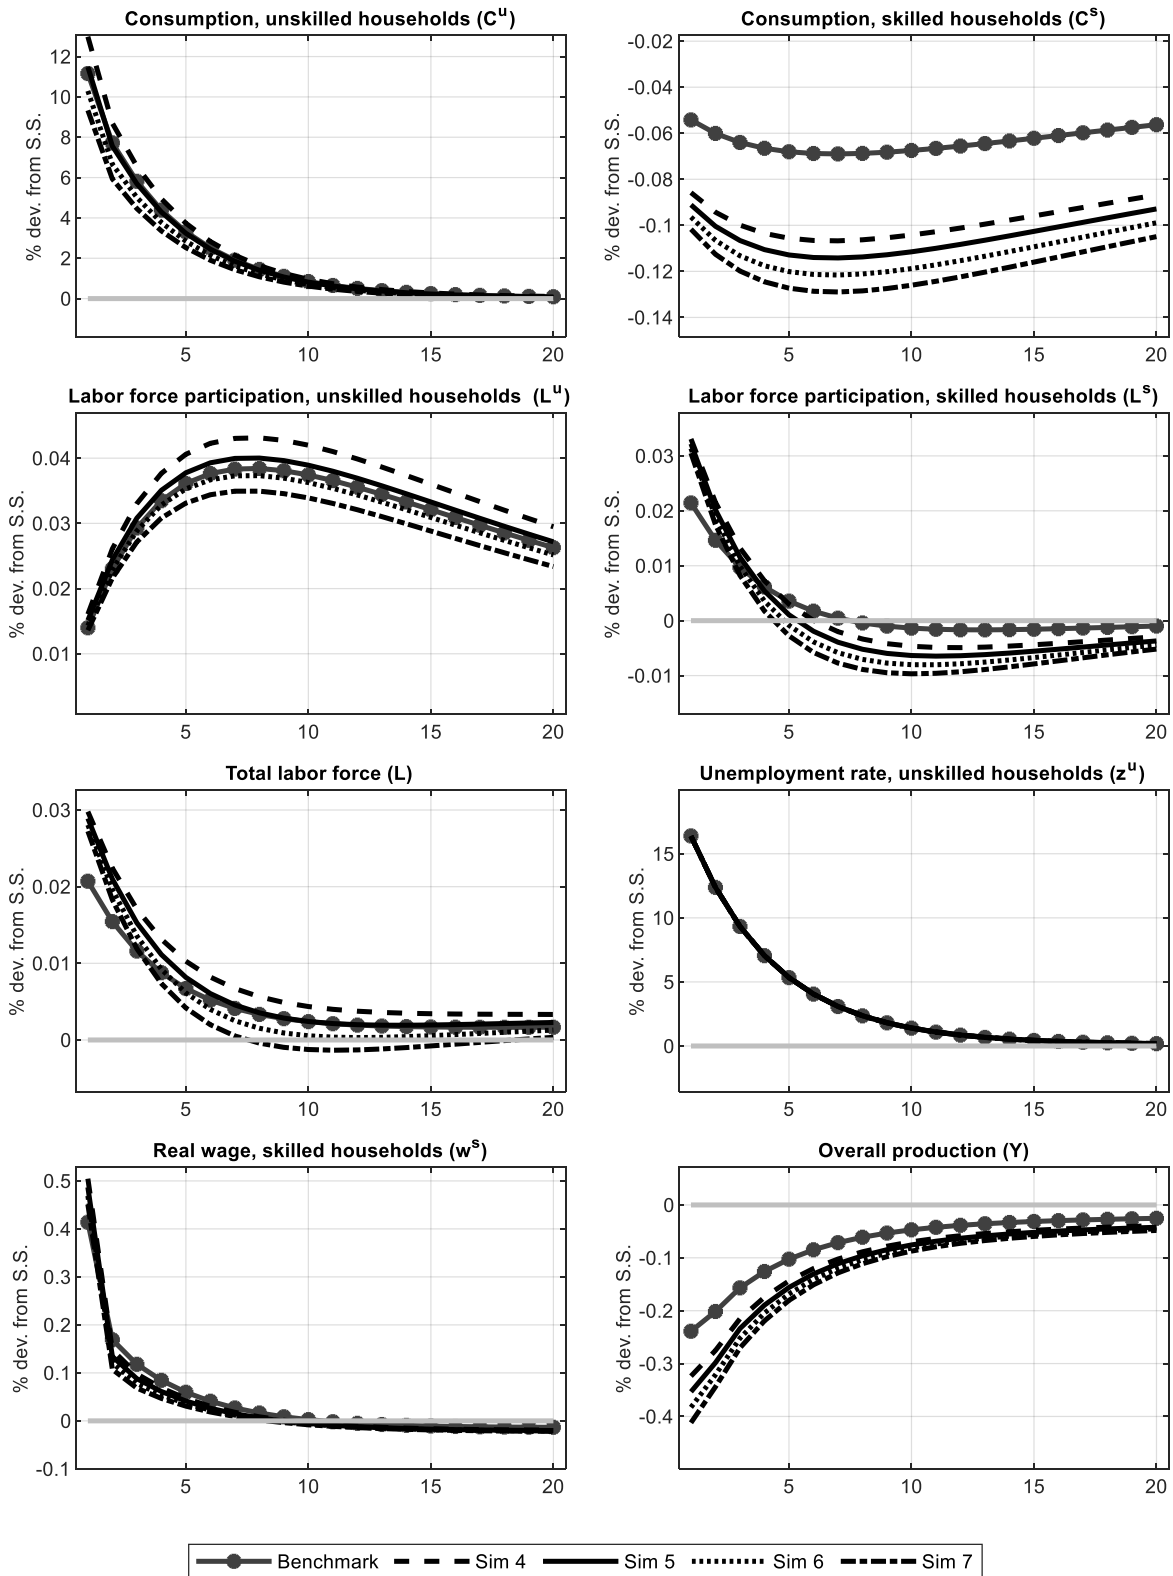 Consumption, unskilled households (Cᵘ)
% dev. from S.S.
12
10
8
6
4
2
0
5 10 15 20
Consumption, skilled households (Cˢ)
% dev. from S.S.
-0.02
-0.04
-0.06
-0.08
-0.1
-0.12
-0.14
5 10 15 20
Labor force participation, unskilled households (Lᵘ)
% dev. from S.S.
0.04
0.03
0.02
0.01
5 10 15 20
Labor force participation, skilled households (Lˢ)
% dev. from S.S.
0.03
0.02
0.01
0
-0.01
5 10 15 20
Total labor force (L)
% dev. from S.S.
0.03
0.02
0.01
0
5 10 15 20
Unemployment rate, unskilled households (zᵘ)
% dev. from S.S.
15
10
5
0
5 10 15 20
Real wage, skilled households (wˢ)
% dev. from S.S.
0.5
0.4
0.3
0.2
0.1
0
-0.1
5 10 15 20
Overall production (Y)
% dev. from S.S.
0
-0.1
-0.2
-0.3
-0.4
5 10 15 20
Benchmark Sim 4 Sim 5 Sim 6 Sim 7